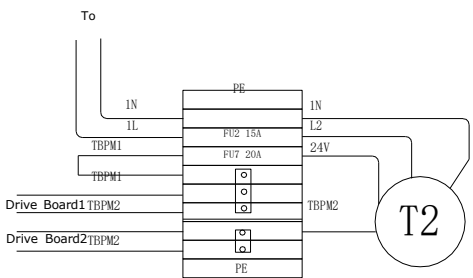 To
PE
1N
1N
1L
FU2 15A
L2
TBPM1
FU7 20A
24V
TBPM1
Drive Board1 TBPM2
TBPM2
T2
Drive Board2 TBPM2
PE